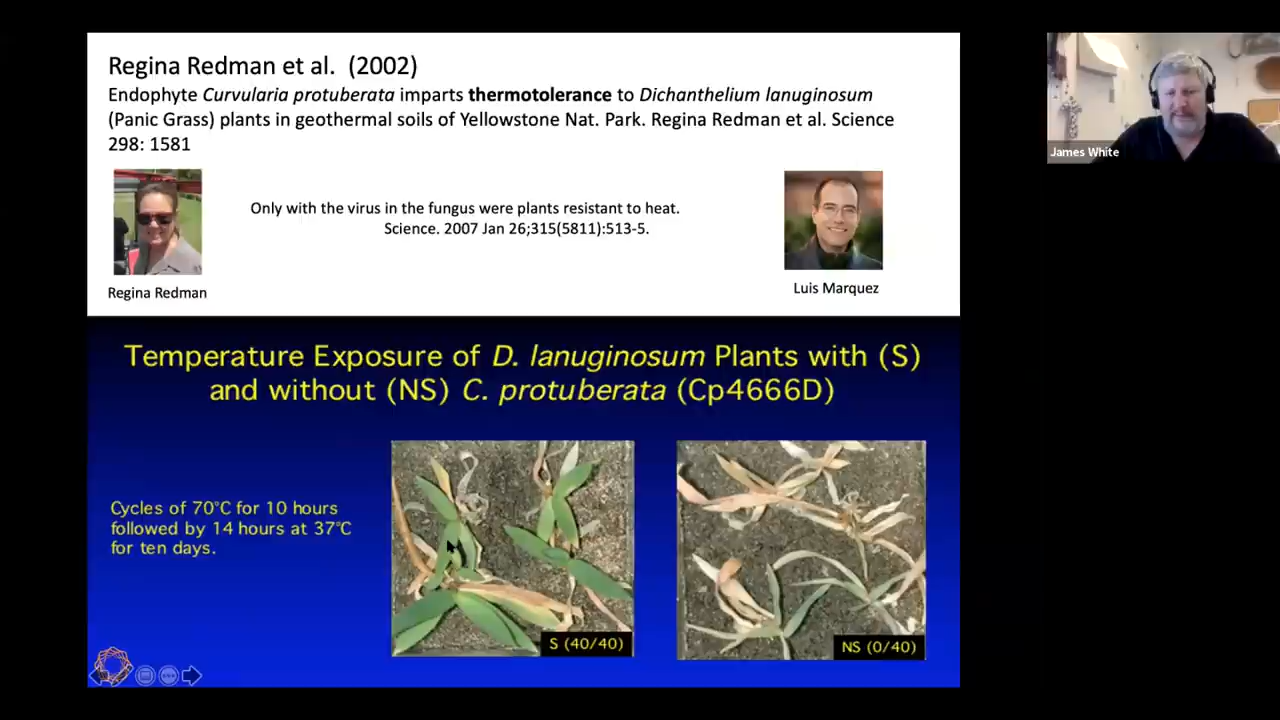 Regina Redman et al. (2002)
Endophyte Curvularia protuberata imparts thermotolerance to Dichanthelium lanuginosum
(Panic Grass) plants in geothermal soils of Yellowstone Nat. Park. Regina Redman et al. Science
298: 1581
Only with the virus in the fungus were plants resistant to heat.
Science. 2007 Jan 26;315(5811):513-5.
Regina Redman
Luis Marquez
James White
Temperature Exposure of D. lanuginosum Plants with (S)
and without (NS) C. protuberata (Cp4666D)
Cycles of 70°C for 10 hours
followed by 14 hours at 37°C
for ten days.
S (40/40)
NS (0/40)